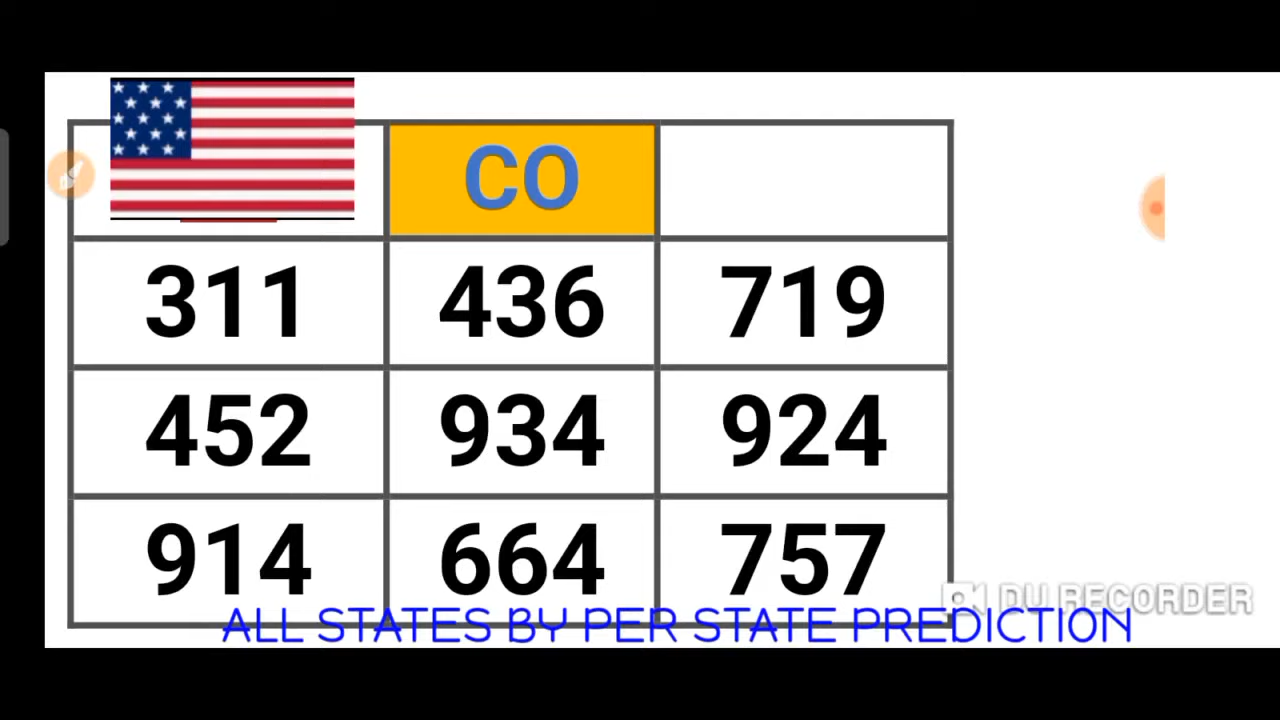 CO
311 436 719
452 934 924
914 664 757
DU RECORDER
ALL STATES BY PER STATE PREDICTION